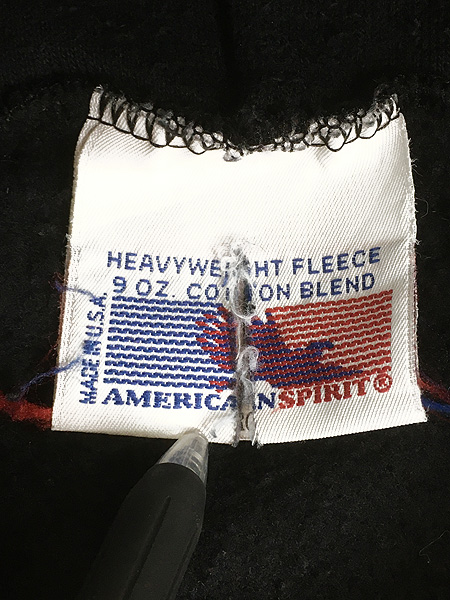 HEAVYWEIGHT FLEECE
9 OZ. COTTON BLEND
MADE IN U.S.A.
AMERICAN SPIRIT®